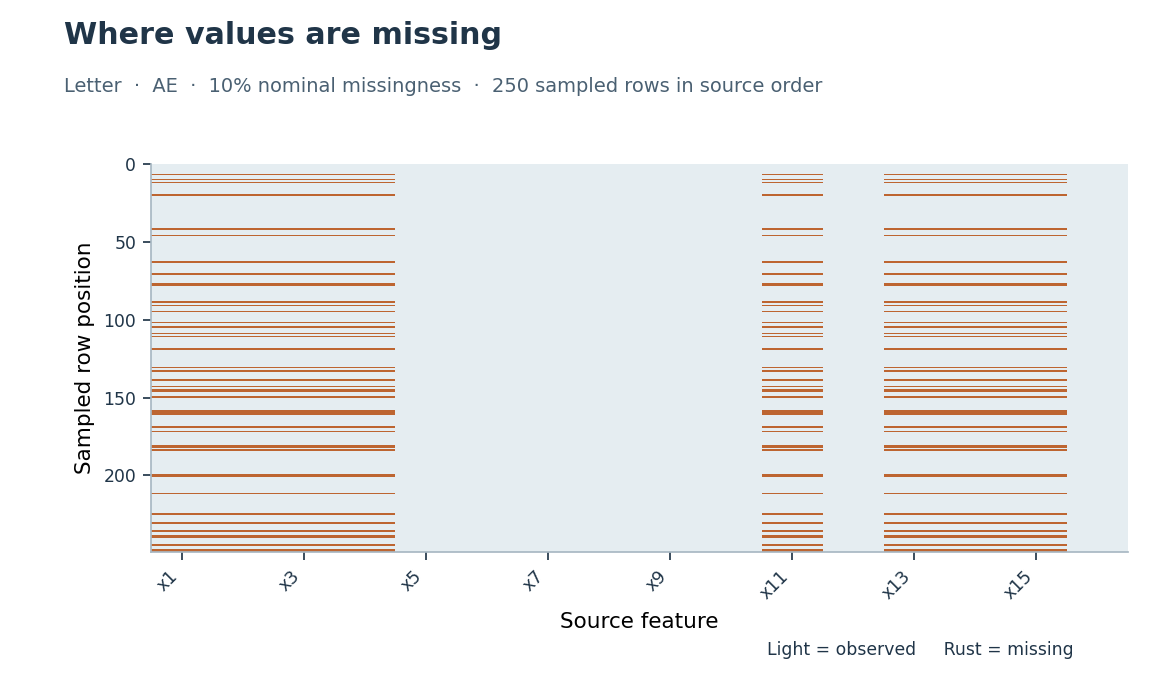 Where values are missing
Letter · AE · 10% nominal missingness · 250 sampled rows in source order
0
50
100
150
200
Sampled row position
x1 x3 x5 x7 x9 x11 x13 x15
Source feature
Light = observed Rust = missing